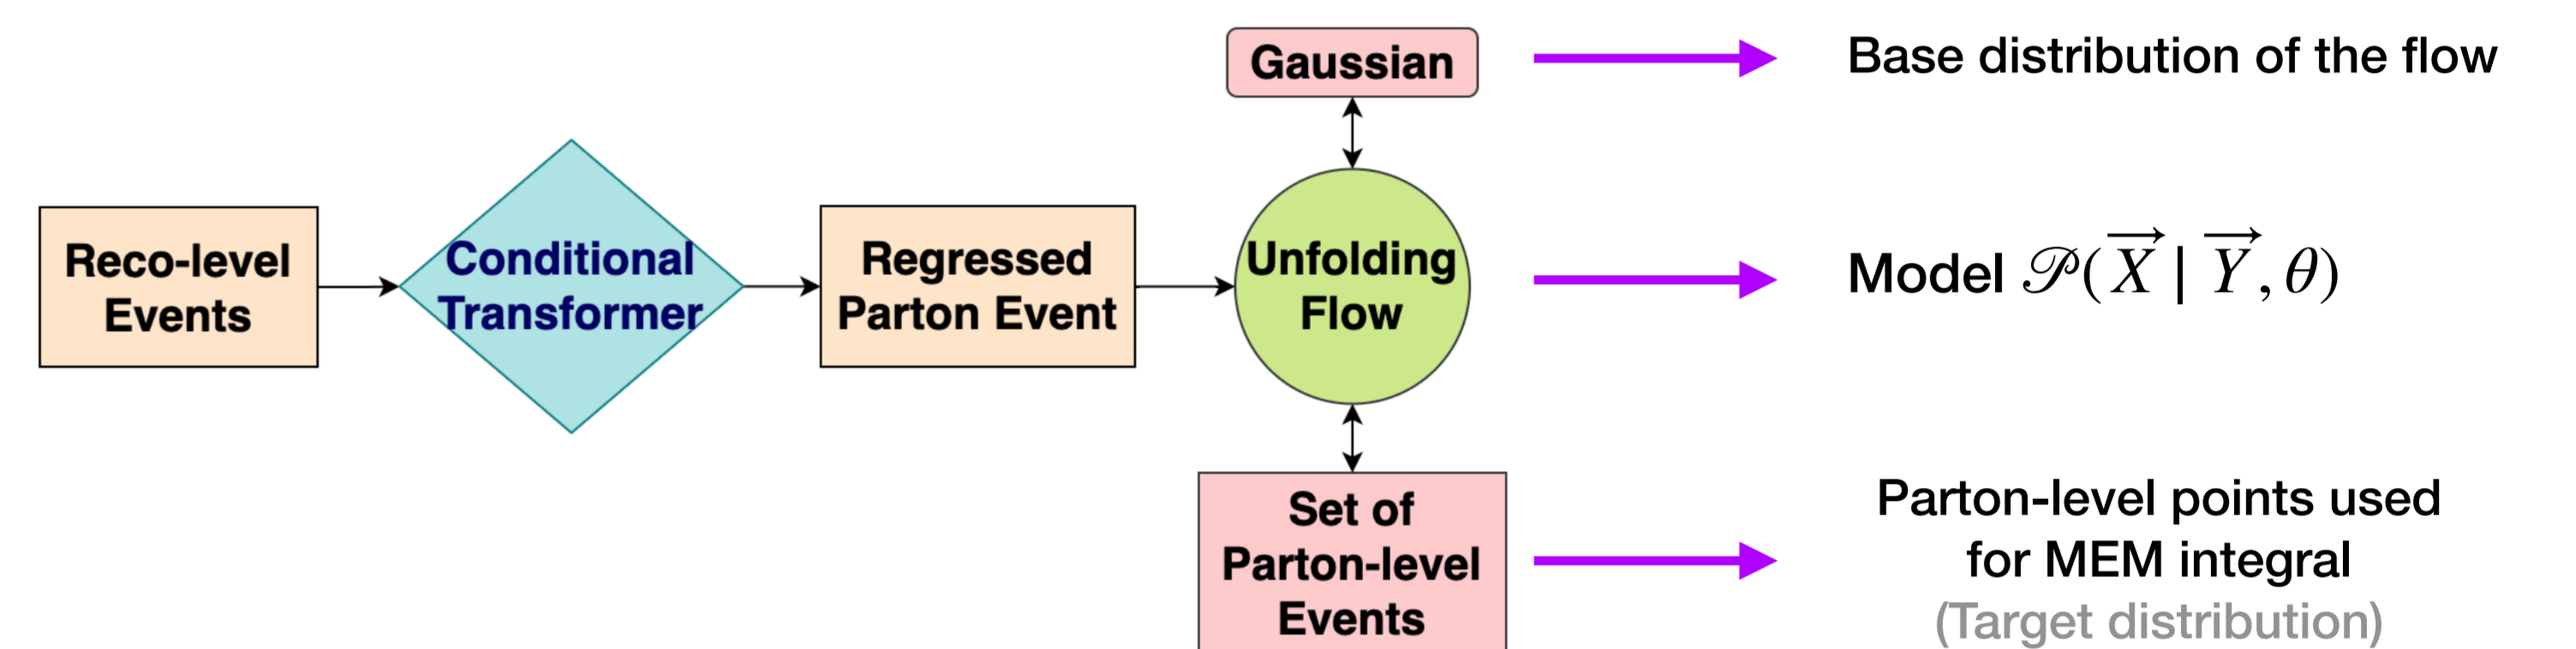 Gaussian
Base distribution of the flow
Reco-level
Events
Conditional
Transformer
Regressed
Parton Event
Unfolding
Flow
Model 𝒫(X⃗ | Y⃗, θ)
Set of
Parton-level
Events
Parton-level points used
for MEM integral
(Target distribution)